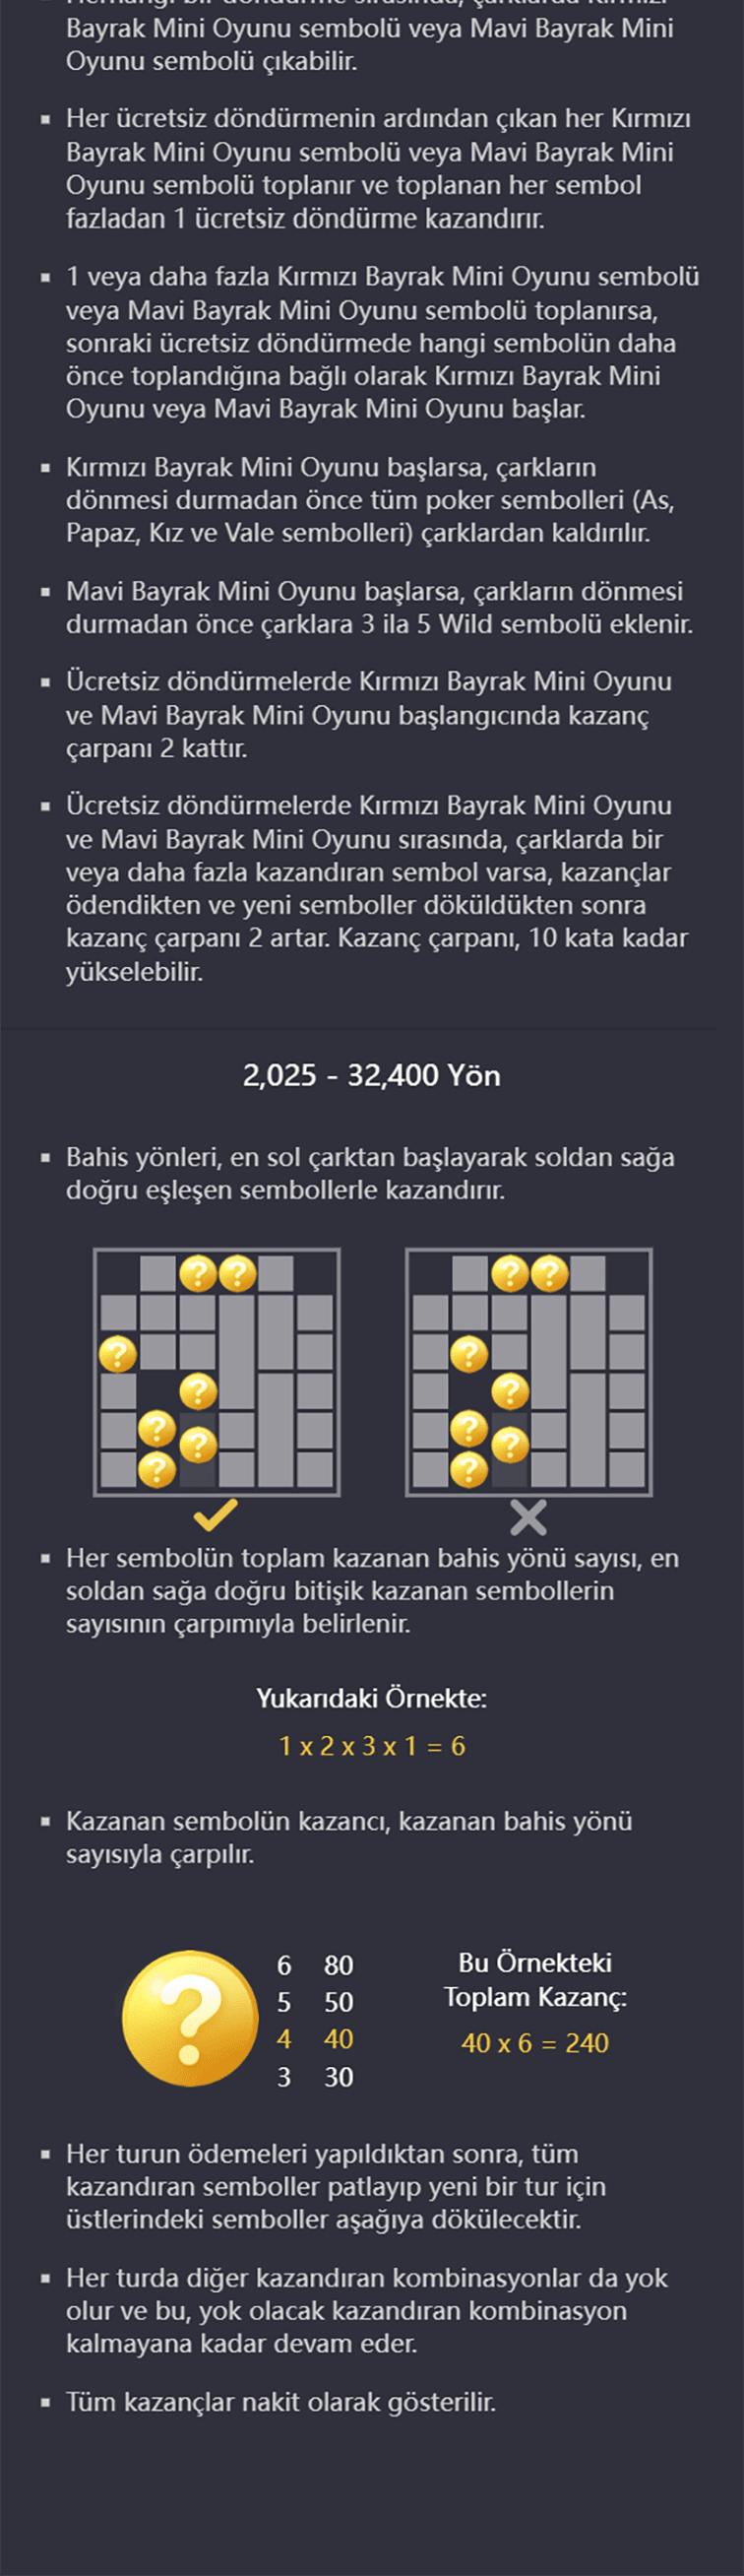 Bayrak Mini Oyunu sembolü veya Mavi Bayrak Mini
Oyunu sembolü çıkabilir.
Her ücretsiz döndürmenin ardından çıkan her Kırmızı
Bayrak Mini Oyunu sembolü veya Mavi Bayrak Mini
Oyunu sembolü toplanır ve toplanan her sembol
fazladan 1 ücretsiz döndürme kazandırır.
1 veya daha fazla Kırmızı Bayrak Mini Oyunu sembolü
veya Mavi Bayrak Mini Oyunu sembolü toplanırsa,
sonraki ücretsiz döndürmede hangi sembolün daha
önce toplandığına bağlı olarak Kırmızı Bayrak Mini
Oyunu veya Mavi Bayrak Mini Oyunu başlar.
Kırmızı Bayrak Mini Oyunu başlarsa, çarkların
dönmesi durmadan önce tüm poker sembolleri (As,
Papaz, Kız ve Vale sembolleri) çarklardan kaldırılır.
Mavi Bayrak Mini Oyunu başlarsa, çarkların dönmesi
durmadan önce çarklara 3 ila 5 Wild sembolü eklenir.
Ücretsiz döndürmelerde Kırmızı Bayrak Mini Oyunu
ve Mavi Bayrak Mini Oyunu başlangıcında kazanç
çarpanı 2 kattır.
Ücretsiz döndürmelerde Kırmızı Bayrak Mini Oyunu
ve Mavi Bayrak Mini Oyunu sırasında, çarklarda bir
veya daha fazla kazandıran sembol varsa, kazançlar
ödendikten ve yeni semboller döküldükten sonra
kazanç çarpanı 2 artar. Kazanç çarpanı, 10 kata kadar
yükselebilir.
2,025 - 32,400 Yön
Bahis yönleri, en sol çarktan başlayarak soldan sağa
doğru eşleşen sembollerle kazandırır.
Her sembolün toplam kazanan bahis yönü sayısı, en
soldan sağa doğru bitişik kazanan sembollerin
sayısının çarpımıyla belirlenir.
Yukarıdaki Örnekte:
1 x 2 x 3 x 1 = 6
Kazanan sembolün kazancı, kazanan bahis yönü
sayısıyla çarpılır.
6 80
5 50
4 40
3 30
Bu Örnekteki
Toplam Kazanç:
40 x 6 = 240
Her turun ödemeleri yapıldıktan sonra, tüm
kazandıran semboller patlayıp yeni bir tur için
üstlerindeki semboller aşağıya dökülecektir.
Her turda diğer kazandıran kombinasyonlar da yok
olur ve bu, yok olacak kazandıran kombinasyon
kalmayana kadar devam eder.
Tüm kazançlar nakit olarak gösterilir.